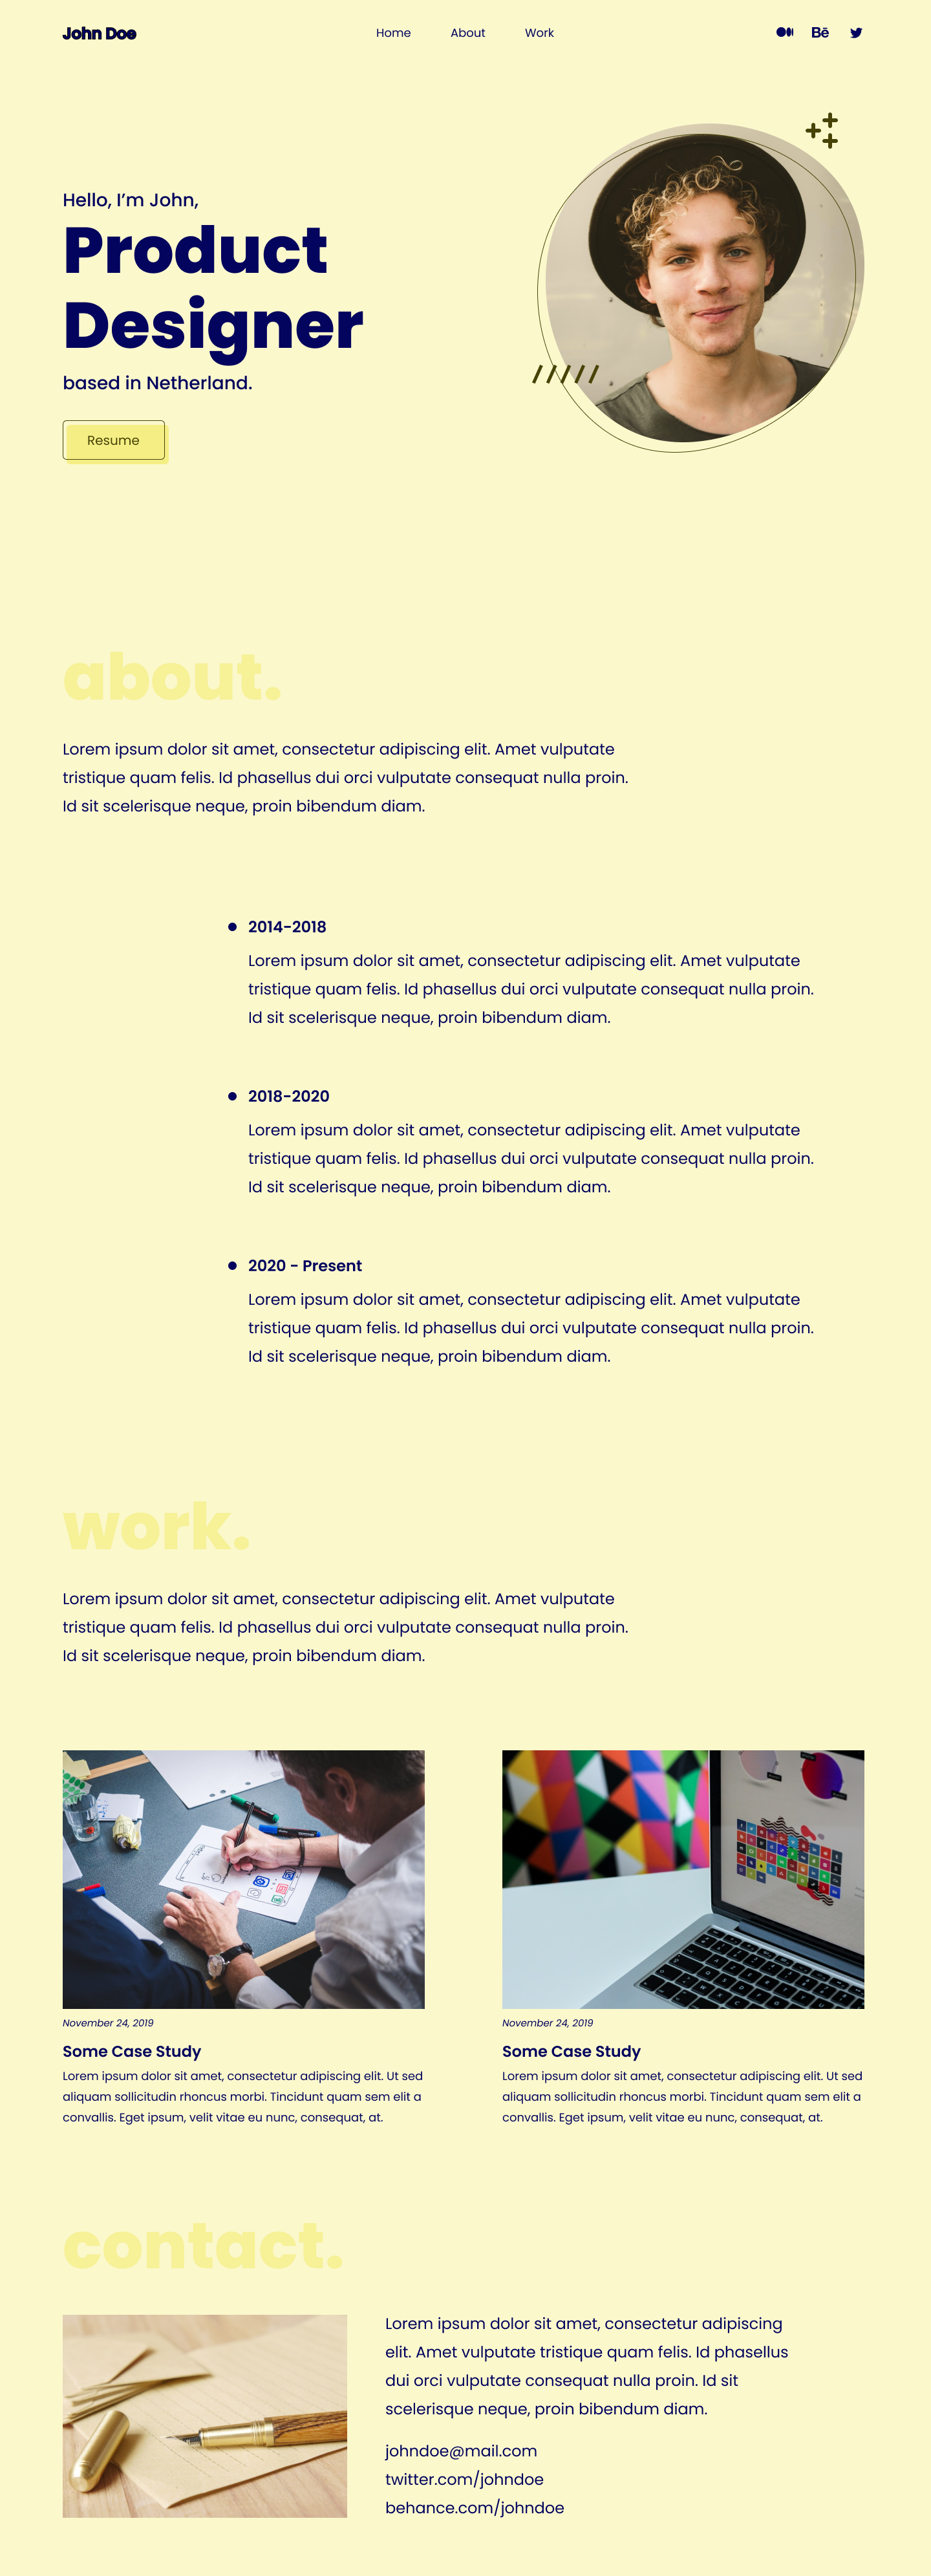 John Doe
Home
About
Work
Bē
Hello, I’m John,
Product
Designer
based in Netherland.
Resume
about.
Lorem ipsum dolor sit amet, consectetur adipiscing elit. Amet vulputate
tristique quam felis. Id phasellus dui orci vulputate consequat nulla proin.
Id sit scelerisque neque, proin bibendum diam.
2014-2018
Lorem ipsum dolor sit amet, consectetur adipiscing elit. Amet vulputate
tristique quam felis. Id phasellus dui orci vulputate consequat nulla proin.
Id sit scelerisque neque, proin bibendum diam.
2018-2020
Lorem ipsum dolor sit amet, consectetur adipiscing elit. Amet vulputate
tristique quam felis. Id phasellus dui orci vulputate consequat nulla proin.
Id sit scelerisque neque, proin bibendum diam.
2020 - Present
Lorem ipsum dolor sit amet, consectetur adipiscing elit. Amet vulputate
tristique quam felis. Id phasellus dui orci vulputate consequat nulla proin.
Id sit scelerisque neque, proin bibendum diam.
work.
Lorem ipsum dolor sit amet, consectetur adipiscing elit. Amet vulputate
tristique quam felis. Id phasellus dui orci vulputate consequat nulla proin.
Id sit scelerisque neque, proin bibendum diam.
November 24, 2019
Some Case Study
Lorem ipsum dolor sit amet, consectetur adipiscing elit. Ut sed
aliquam sollicitudin rhoncus morbi. Tincidunt quam sem elit a
convallis. Eget ipsum, velit vitae eu nunc, consequat, at.
November 24, 2019
Some Case Study
Lorem ipsum dolor sit amet, consectetur adipiscing elit. Ut sed
aliquam sollicitudin rhoncus morbi. Tincidunt quam sem elit a
convallis. Eget ipsum, velit vitae eu nunc, consequat, at.
contact.
Lorem ipsum dolor sit amet, consectetur adipiscing
elit. Amet vulputate tristique quam felis. Id phasellus
dui orci vulputate consequat nulla proin. Id sit
scelerisque neque, proin bibendum diam.
johndoe@mail.com
twitter.com/johndoe
behance.com/johndoe